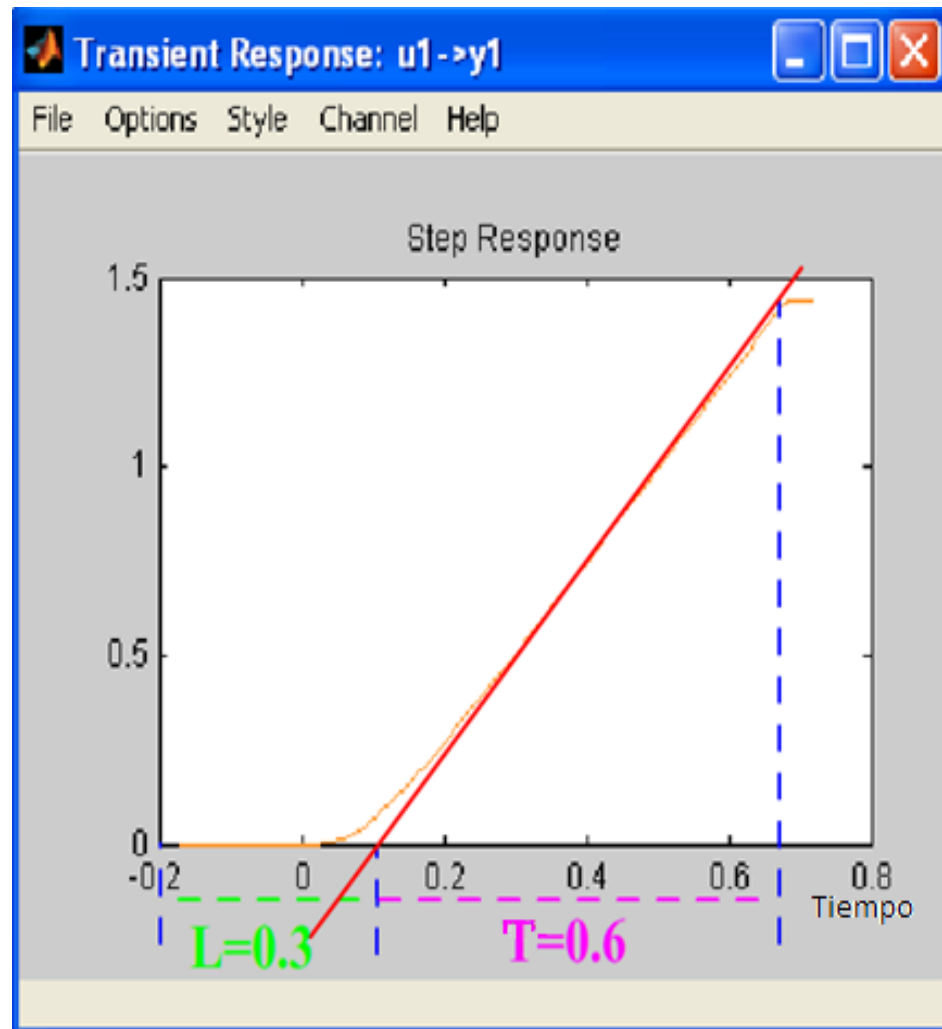 Transient Response: u1->y1
File Options Style Channel Help
Step Response
1.5
1
0.5
0
-0.2 0 0.2 0.4 0.6 0.8
Tiempo
L=0.3 T=0.6